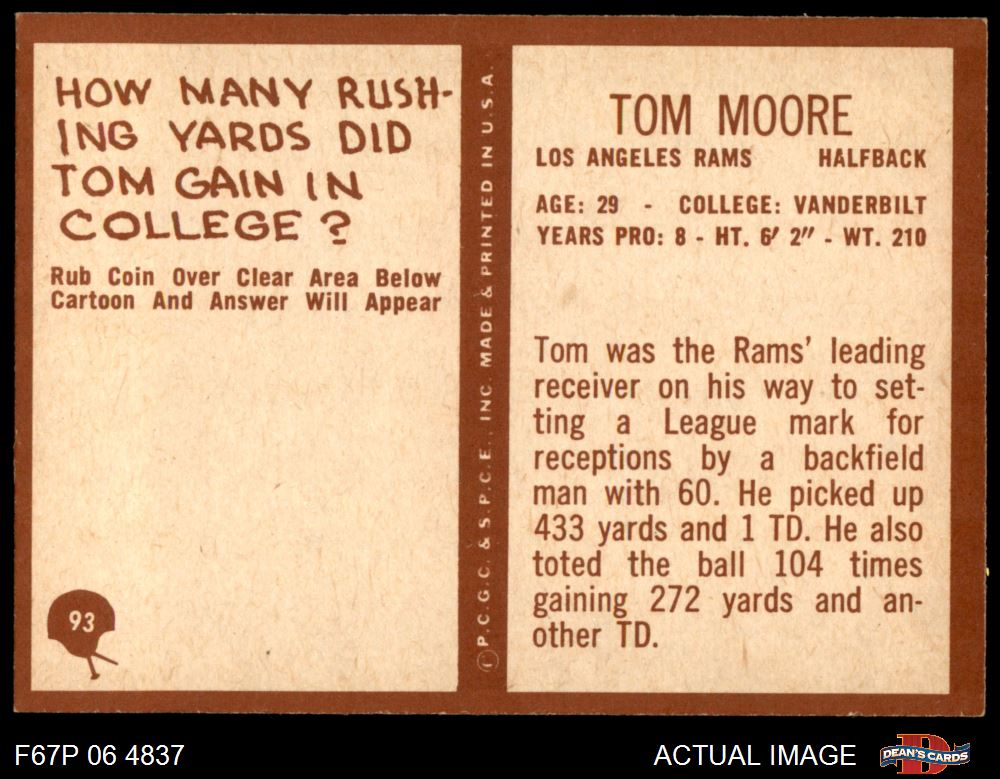 HOW MANY RUSH-
ING YARDS DID
TOM GAIN IN
COLLEGE ?
Rub Coin Over Clear Area Below
Cartoon And Answer Will Appear
93
P.C.G.C. & S.P.C.E., INC. MADE & PRINTED IN U.S.A.
TOM MOORE
LOS ANGELES RAMS HALFBACK
AGE: 29 - COLLEGE: VANDERBILT
YEARS PRO: 8 - HT. 6' 2" - WT. 210
Tom was the Rams' leading
receiver on his way to set-
ting a League mark for
receptions by a backfield
man with 60. He picked up
433 yards and 1 TD. He also
toted the ball 104 times
gaining 272 yards and an-
other TD.
F67P 06 4837
ACTUAL IMAGE
DEAN'S CARDS